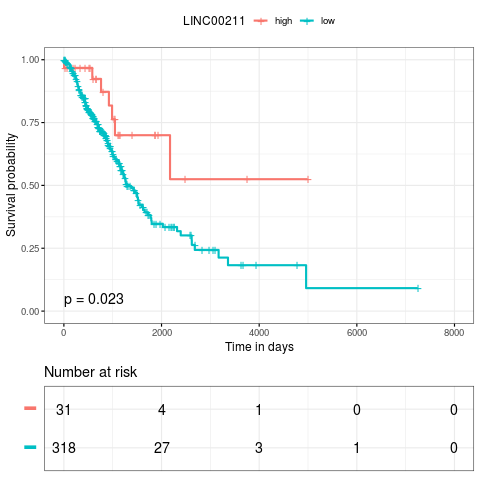 LINC00211 high low
Survival probability
1.00
0.75
0.50
0.25
0.00
p = 0.023
0 2000 4000 6000 8000
Time in days
Number at risk
31 4 1 0 0
318 27 3 1 0